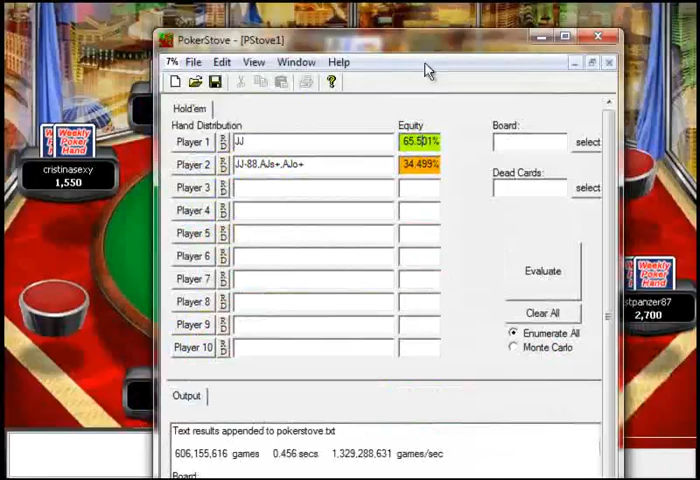 PokerStove - [PStove1]
7% File Edit View Window Help
Hold'em
Hand Distribution Equity Board:
Player 1 JJ 65.501% select
Player 2 JJ-88,AJs+,AJo+ 34.499%
Player 3 Dead Cards:
select
Player 4
Player 5
Player 6
Evaluate
Player 7
Player 8 Clear All
Player 9 Enumerate All
Player 10 Monte Carlo
Output
Text results appended to pokerstove.txt
606,155,616 games 0.456 secs 1,329,288,631 games/sec
Board:
Weekly Poker Hand
cristinasexy
1,550
Weekly Poker Hand
stpanzer87
2,700